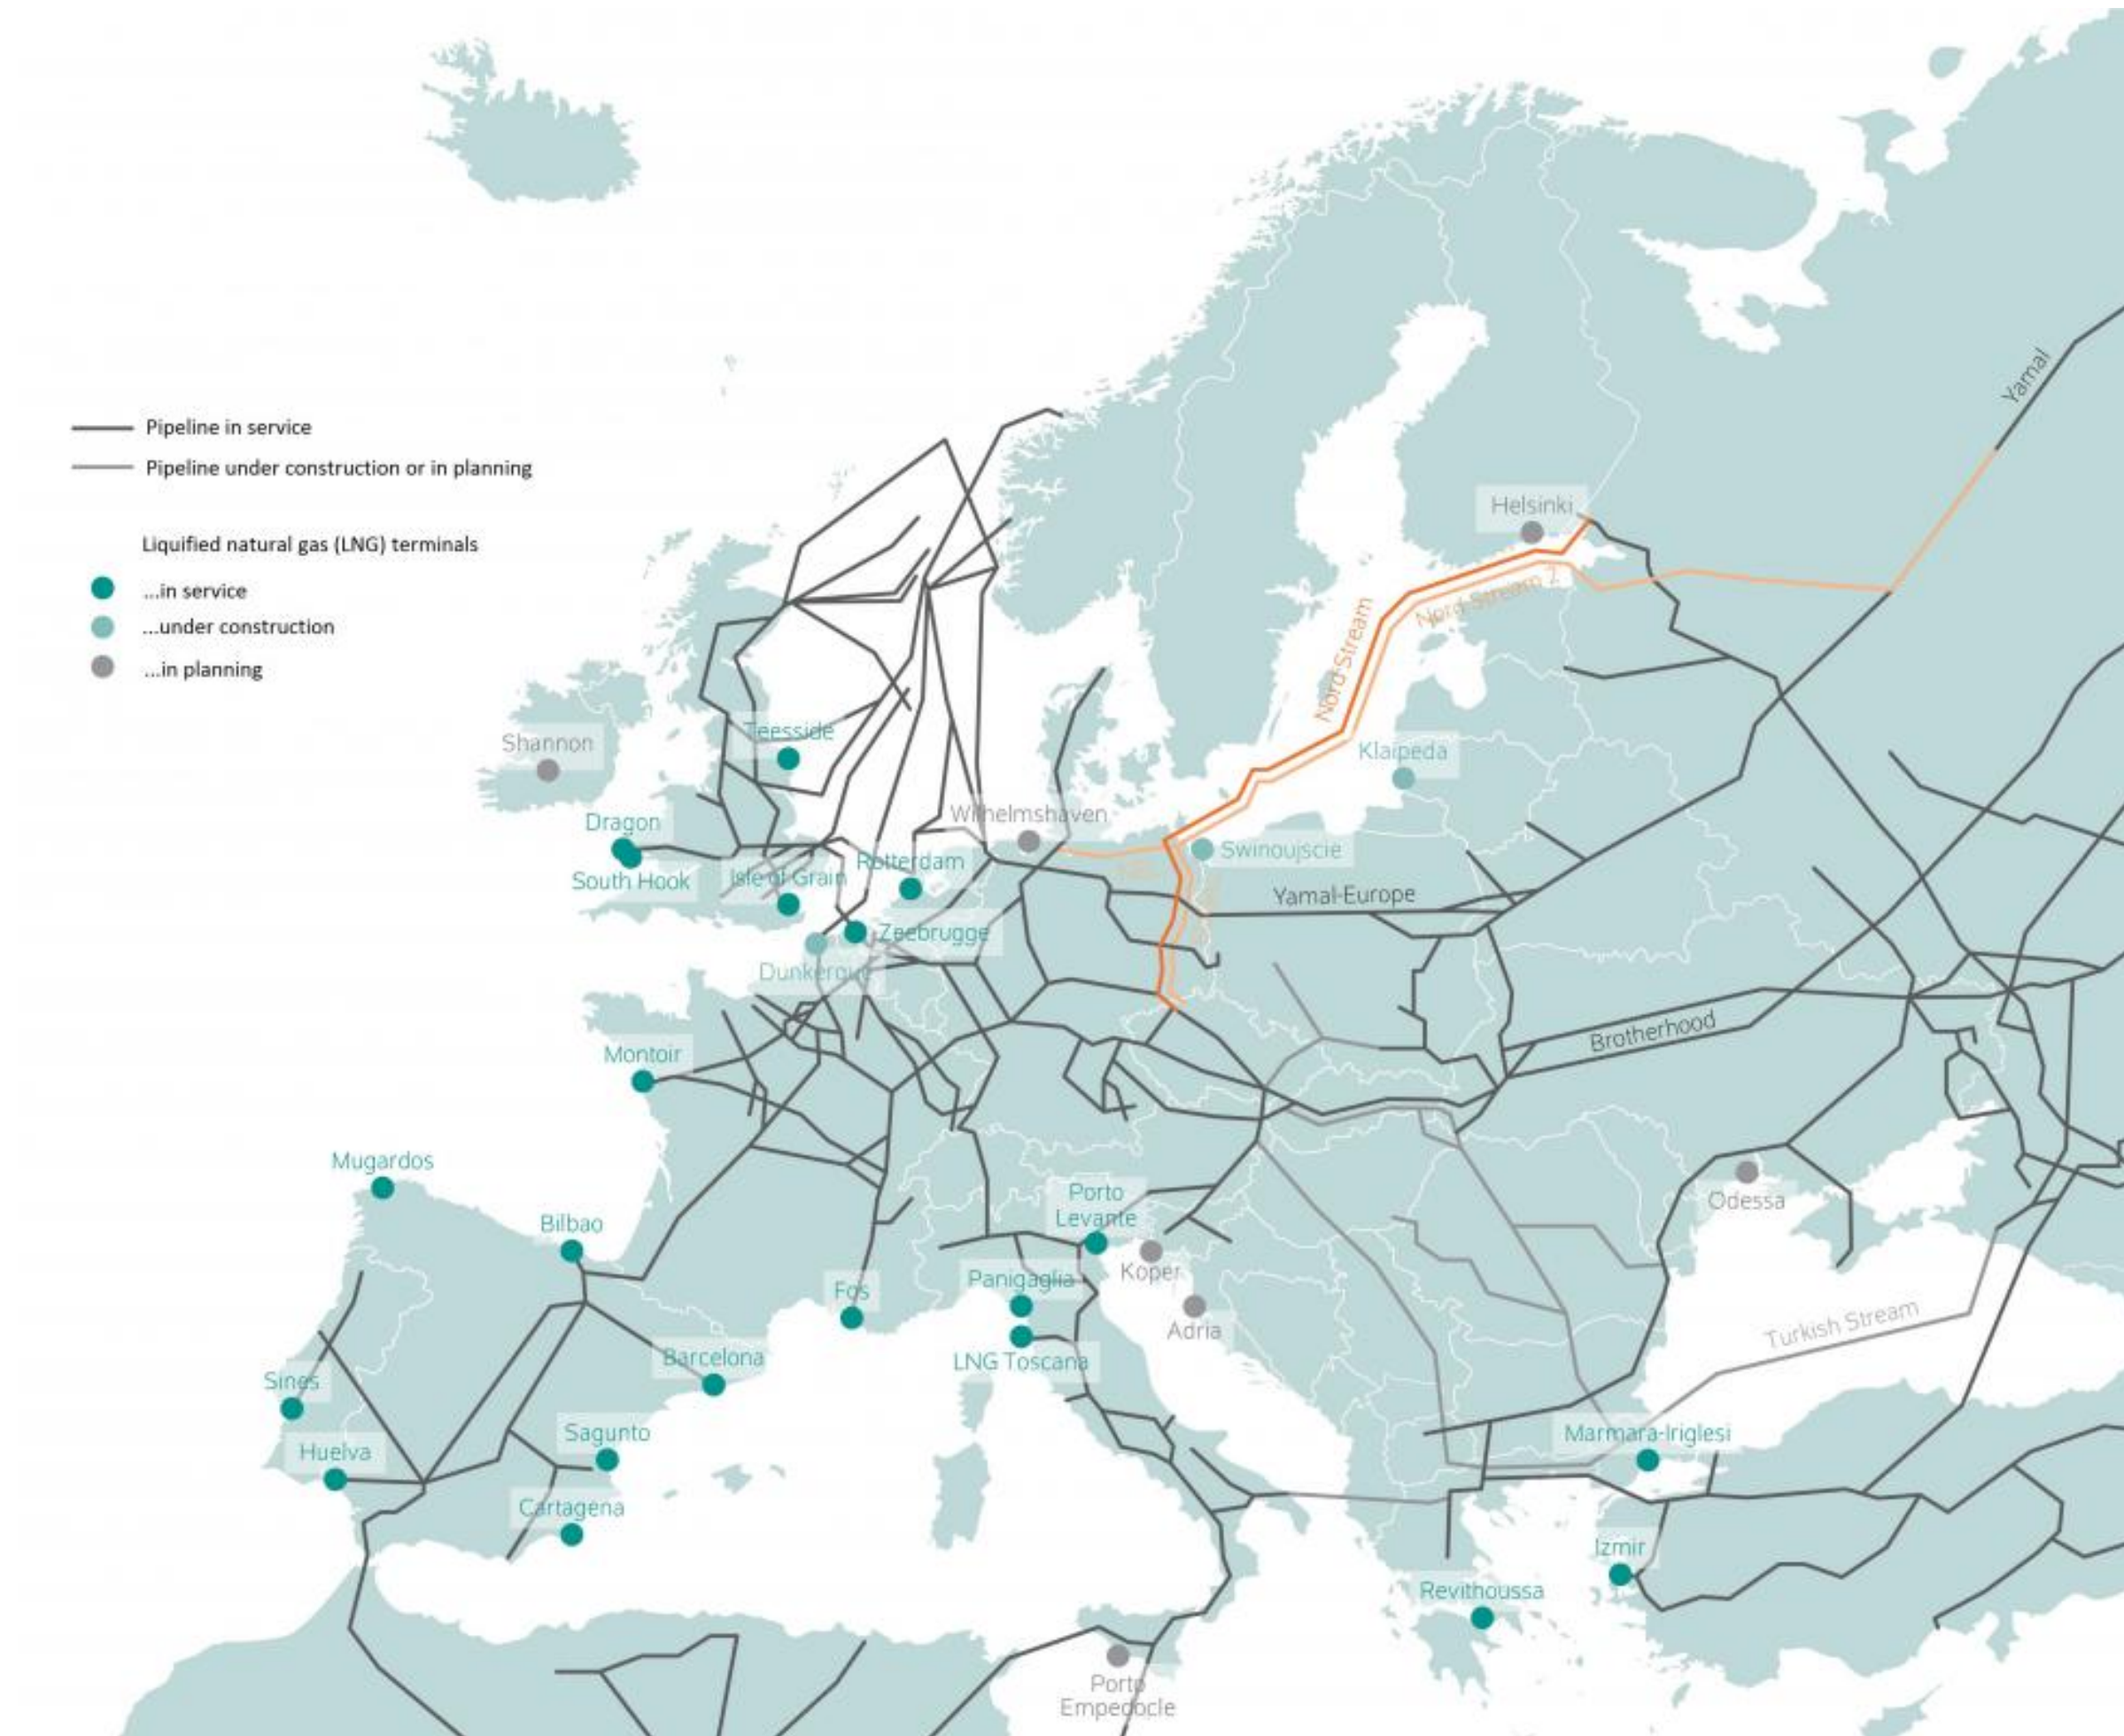 Yamal
Pipeline in service
Pipeline under construction or in planning
Helsinki
Liquified natural gas (LNG) terminals
...in service
Nord Stream 2
...under construction
Nord-Stream
...in planning
Teesside
Shannon
Klaipeda
Wilhelmshaven
Dragon
Swinoujscie
Rotterdam
South Hook
Isle of Grain
Yamal-Europe
Zeebrugge
Dunkerque
Brotherhood
Montoir
Mugardos
Porto
Levante
Odessa
Bilbao
Koper
Panigaglia
Fos
Turkish Stream
Adria
Barcelona
LNG Toscana
Sines
Sagunto
Marmara-Iriglesi
Huelva
Cartagena
Izmir
Revithoussa
Porto
Empedocle